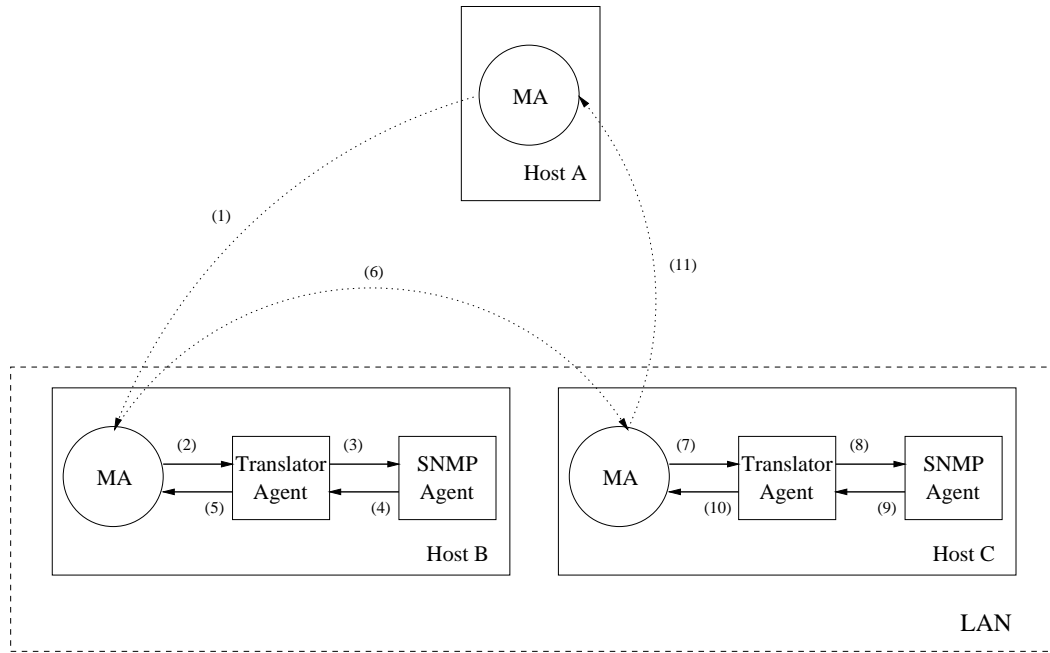 MA
Host A
(1)
(6)
(11)
MA
(2)
Translator
Agent
(3)
SNMP
Agent
(5)
(4)
Host B
MA
(7)
Translator
Agent
(8)
SNMP
Agent
(10)
(9)
Host C
LAN